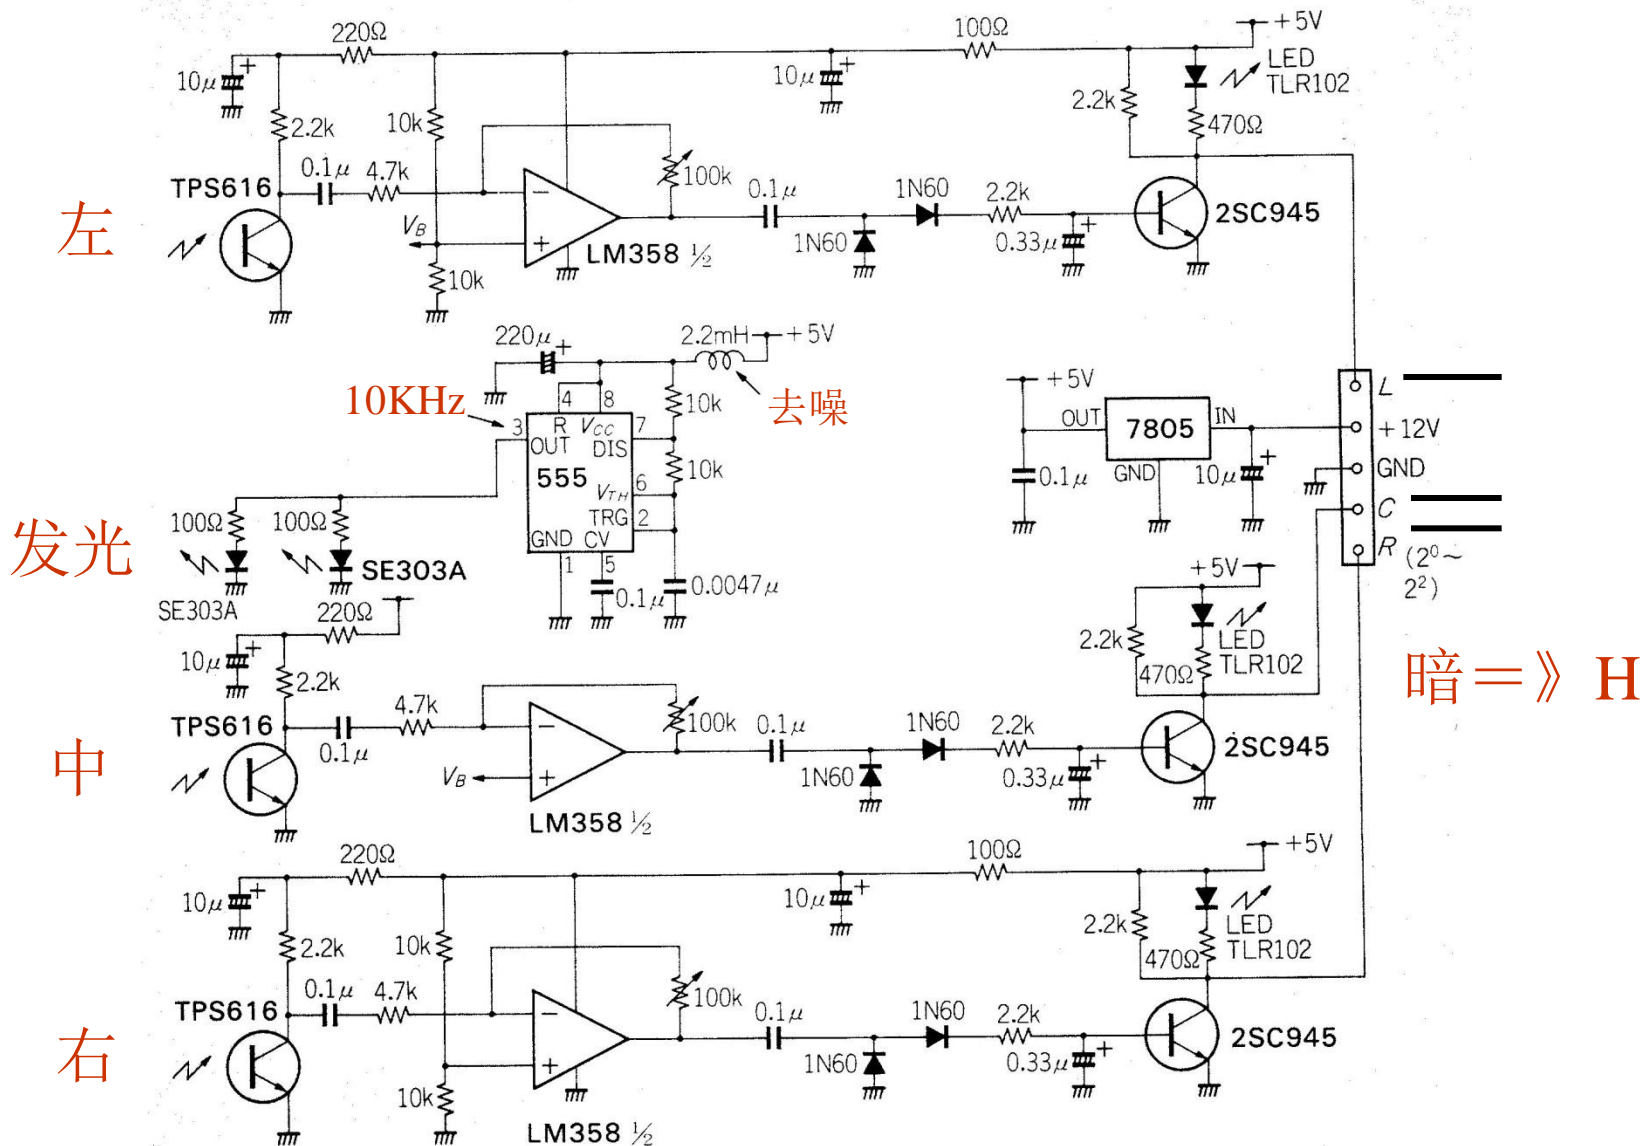 220Ω
100Ω
+5V
10μ
+
10μ
+
LED
TLR102
2.2k
10k
2.2k
470Ω
TPS616
0.1μ
4.7k
100k
0.1μ
1N60
2.2k
2SC945
左
VB
−
+
10k
LM358 ½
1N60
0.33μ
+
220μ
+
2.2mH
+5V
10KHz
去噪
4
8
R
VCC
3
OUT
7
DIS
10k
555
10k
6
VTH
2
TRG
GND
CV
1
5
0.1μ
0.0047μ
+5V
OUT
7805
IN
GND
0.1μ
10μ
+
L
+12V
GND
C
R
(2⁰~
2²)
发光
100Ω
100Ω
SE303A
SE303A
220Ω
10μ
+
2.2k
+5V
2.2k
LED
TLR102
470Ω
暗＝》H
TPS616
0.1μ
4.7k
100k
0.1μ
1N60
2.2k
2SC945
中
VB
−
+
LM358 ½
1N60
0.33μ
+
220Ω
100Ω
+5V
10μ
+
10μ
+
2.2k
LED
TLR102
470Ω
2.2k
10k
TPS616
0.1μ
4.7k
100k
0.1μ
1N60
2.2k
2SC945
右
−
+
10k
LM358 ½
1N60
0.33μ
+